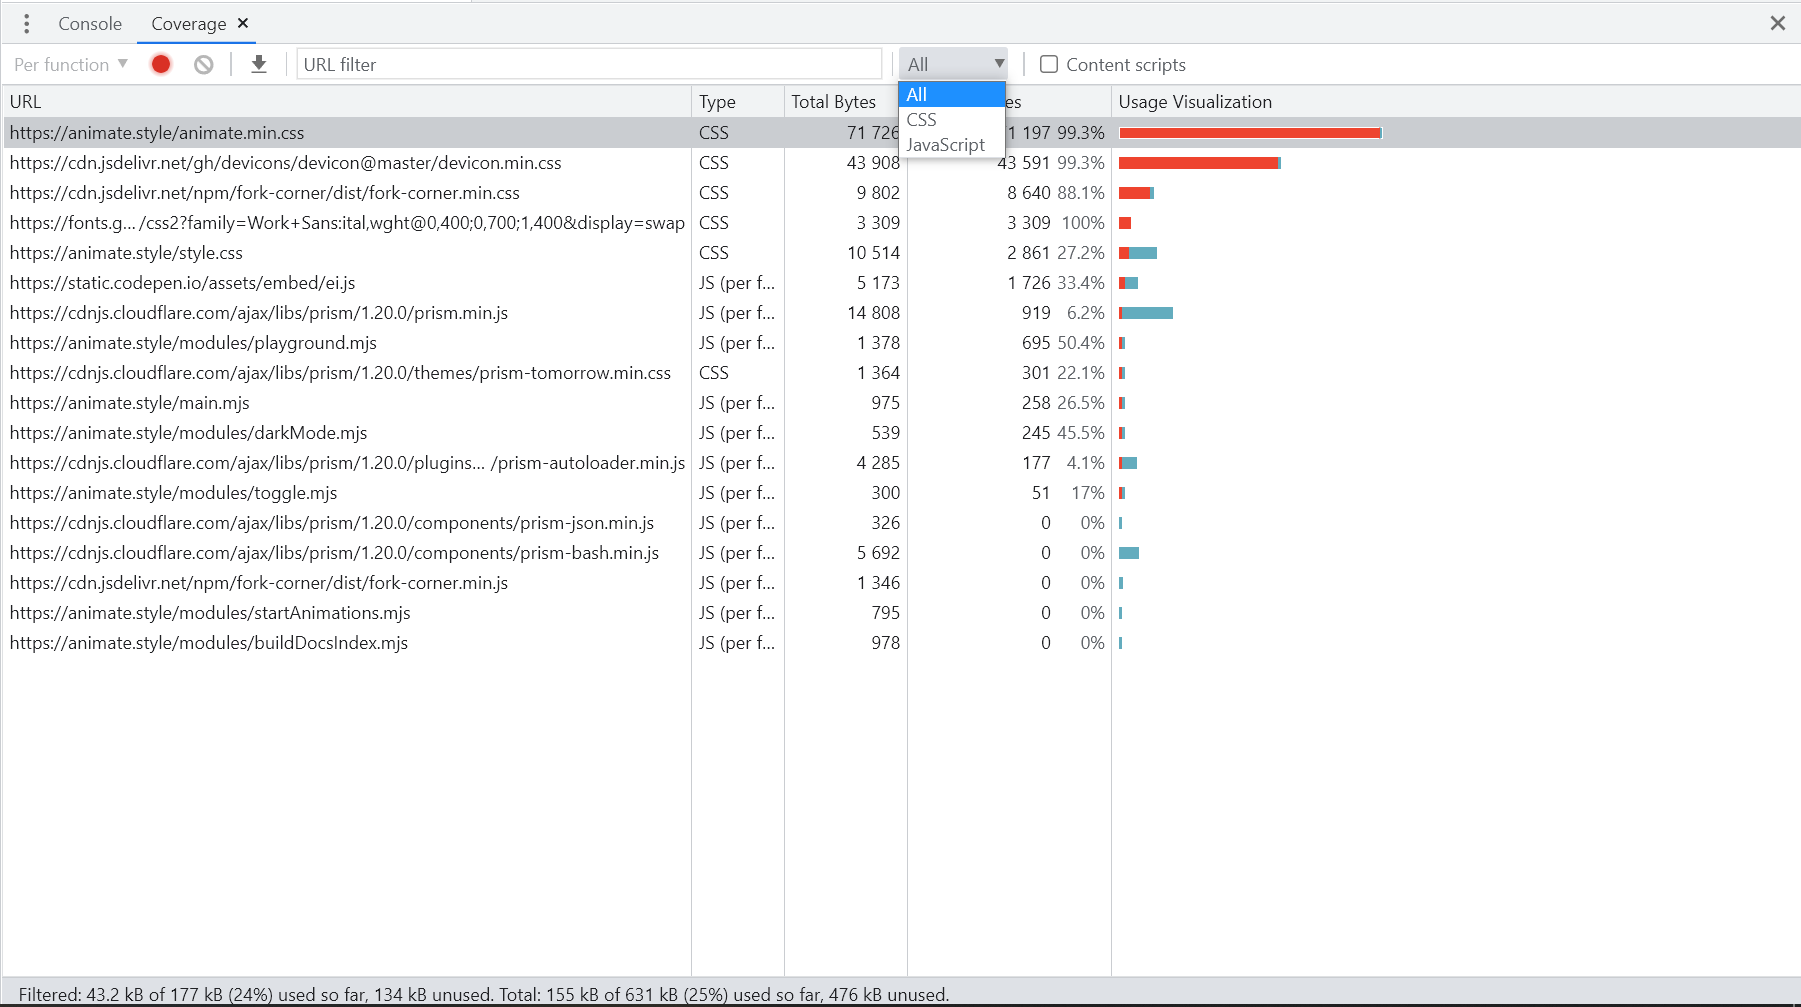 Console Coverage ×
Per function ▼ URL filter All ▼ Content scripts
All
CSS
JavaScript
URL Type Total Bytes es Usage Visualization
https://animate.style/animate.min.css CSS 71 726 1 197 99.3%
https://cdn.jsdelivr.net/gh/devicons/devicon@master/devicon.min.css CSS 43 908 43 591 99.3%
https://cdn.jsdelivr.net/npm/fork-corner/dist/fork-corner.min.css CSS 9 802 8 640 88.1%
https://fonts.g… /css2?family=Work+Sans:ital,wght@0,400;0,700;1,400&display=swap CSS 3 309 3 309 100%
https://animate.style/style.css CSS 10 514 2 861 27.2%
https://static.codepen.io/assets/embed/ei.js JS (per f… 5 173 1 726 33.4%
https://cdnjs.cloudflare.com/ajax/libs/prism/1.20.0/prism.min.js JS (per f… 14 808 919 6.2%
https://animate.style/modules/playground.mjs JS (per f… 1 378 695 50.4%
https://cdnjs.cloudflare.com/ajax/libs/prism/1.20.0/themes/prism-tomorrow.min.css CSS 1 364 301 22.1%
https://animate.style/main.mjs JS (per f… 975 258 26.5%
https://animate.style/modules/darkMode.mjs JS (per f… 539 245 45.5%
https://cdnjs.cloudflare.com/ajax/libs/prism/1.20.0/plugins… /prism-autoloader.min.js JS (per f… 4 285 177 4.1%
https://animate.style/modules/toggle.mjs JS (per f… 300 51 17%
https://cdnjs.cloudflare.com/ajax/libs/prism/1.20.0/components/prism-json.min.js JS (per f… 326 0 0%
https://cdnjs.cloudflare.com/ajax/libs/prism/1.20.0/components/prism-bash.min.js JS (per f… 5 692 0 0%
https://cdn.jsdelivr.net/npm/fork-corner/dist/fork-corner.min.js JS (per f… 1 346 0 0%
https://animate.style/modules/startAnimations.mjs JS (per f… 795 0 0%
https://animate.style/modules/buildDocsIndex.mjs JS (per f… 978 0 0%
Filtered: 43.2 kB of 177 kB (24%) used so far, 134 kB unused. Total: 155 kB of 631 kB (25%) used so far, 476 kB unused.